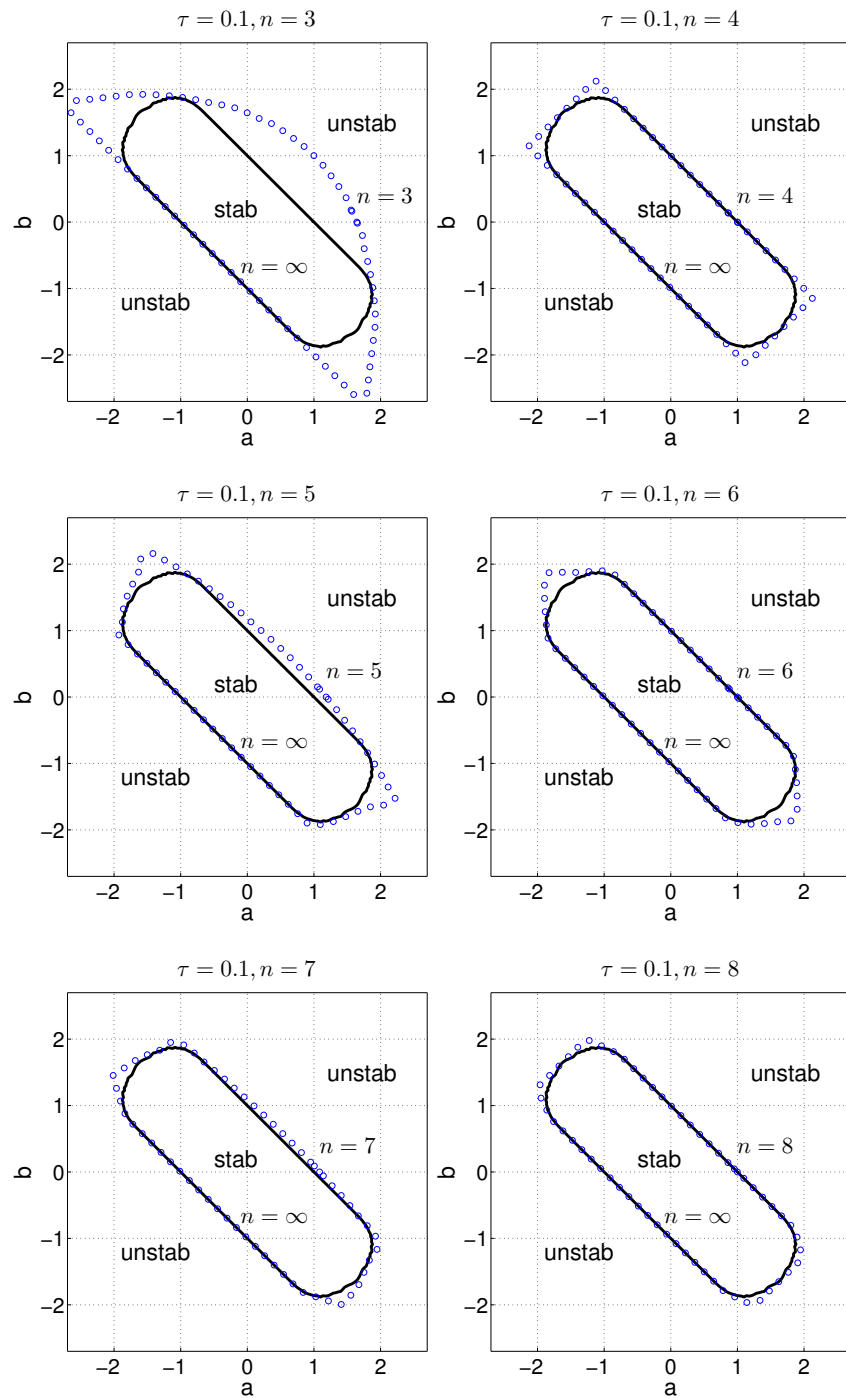 τ = 0.1, n = 3
2
1
0
−1
−2
b
unstab
n = 3
stab
n = ∞
unstab
−2 −1 0 1 2
a
τ = 0.1, n = 4
2
1
0
−1
−2
b
unstab
n = 4
stab
n = ∞
unstab
−2 −1 0 1 2
a
τ = 0.1, n = 5
2
1
0
−1
−2
b
unstab
n = 5
stab
n = ∞
unstab
−2 −1 0 1 2
a
τ = 0.1, n = 6
2
1
0
−1
−2
b
unstab
n = 6
stab
n = ∞
unstab
−2 −1 0 1 2
a
τ = 0.1, n = 7
2
1
0
−1
−2
b
unstab
n = 7
stab
n = ∞
unstab
−2 −1 0 1 2
a
τ = 0.1, n = 8
2
1
0
−1
−2
b
unstab
n = 8
stab
n = ∞
unstab
−2 −1 0 1 2
a